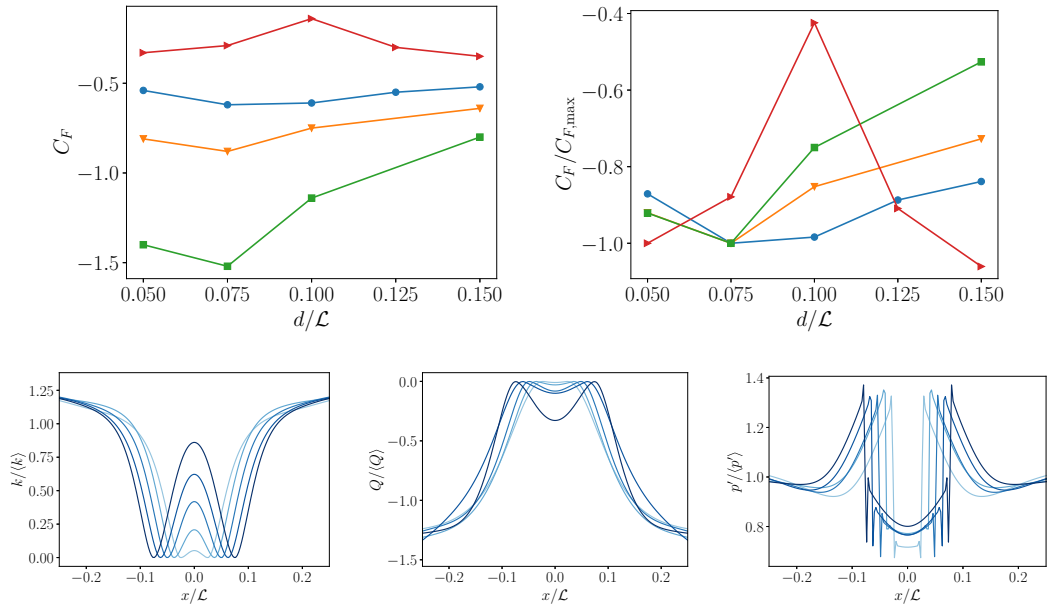 −0.5
−1.0
−1.5
C_F
0.050 0.075 0.100 0.125 0.150
d/ℒ
−0.4
−0.6
−0.8
−1.0
C_F/C_{F,max}
0.050 0.075 0.100 0.125 0.150
d/ℒ
1.25
1.00
0.75
0.50
0.25
0.00
k/⟨k⟩
−0.2 −0.1 0.0 0.1 0.2
x/ℒ
0.0
−0.5
−1.0
−1.5
Q/⟨Q⟩
−0.2 −0.1 0.0 0.1 0.2
x/ℒ
1.4
1.2
1.0
0.8
p′/⟨p′⟩
−0.2 −0.1 0.0 0.1 0.2
x/ℒ